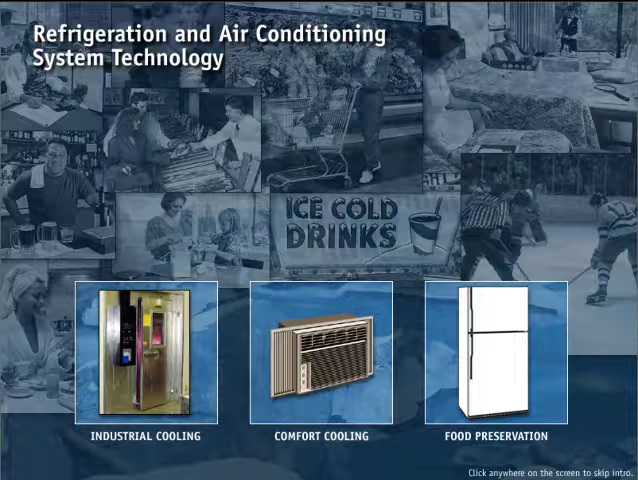 Refrigeration and Air Conditioning
System Technology
ICE COLD
DRINKS
INDUSTRIAL COOLING
COMFORT COOLING
FOOD PRESERVATION
Click anywhere on the screen to skip intro.